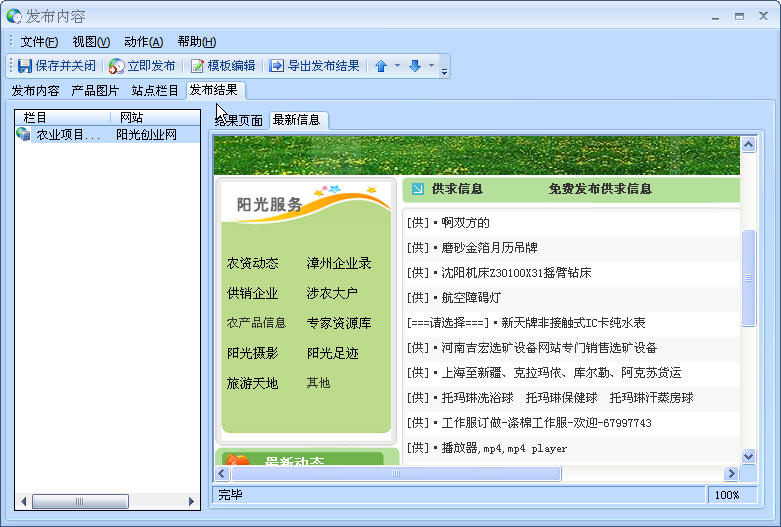 发布内容
文件(F) 视图(V) 动作(A) 帮助(H)
保存并关闭 立即发布 模板编辑 导出发布结果
发布内容 产品图片 站点栏目 发布结果
栏目 网站
农业项目... 阳光创业网
结果页面 最新信息
阳光服务
农资动态 漳州企业录
供销企业 涉农大户
农产品信息 专家资源库
阳光摄影 阳光足迹
旅游天地 其他
最新动态
供求信息 免费发布供求信息
[供]·啊双方的
[供]·磨砂金箔月历吊牌
[供]·沈阳机床Z30100X31摇臂钻床
[供]·航空障碍灯
[===请选择===]·新天牌非接触式IC卡纯水表
[供]·河南吉宏选矿设备网站专门销售选矿设备
[供]·上海至新疆、克拉玛依、库尔勒、阿克苏货运
[供]·托玛琳洗浴球 托玛琳保健球 托玛琳汗蒸房球
[供]·工作服订做-涤棉工作服-欢迎-67997743
[供]·播放器,mp4,mp4 player
完毕 100%